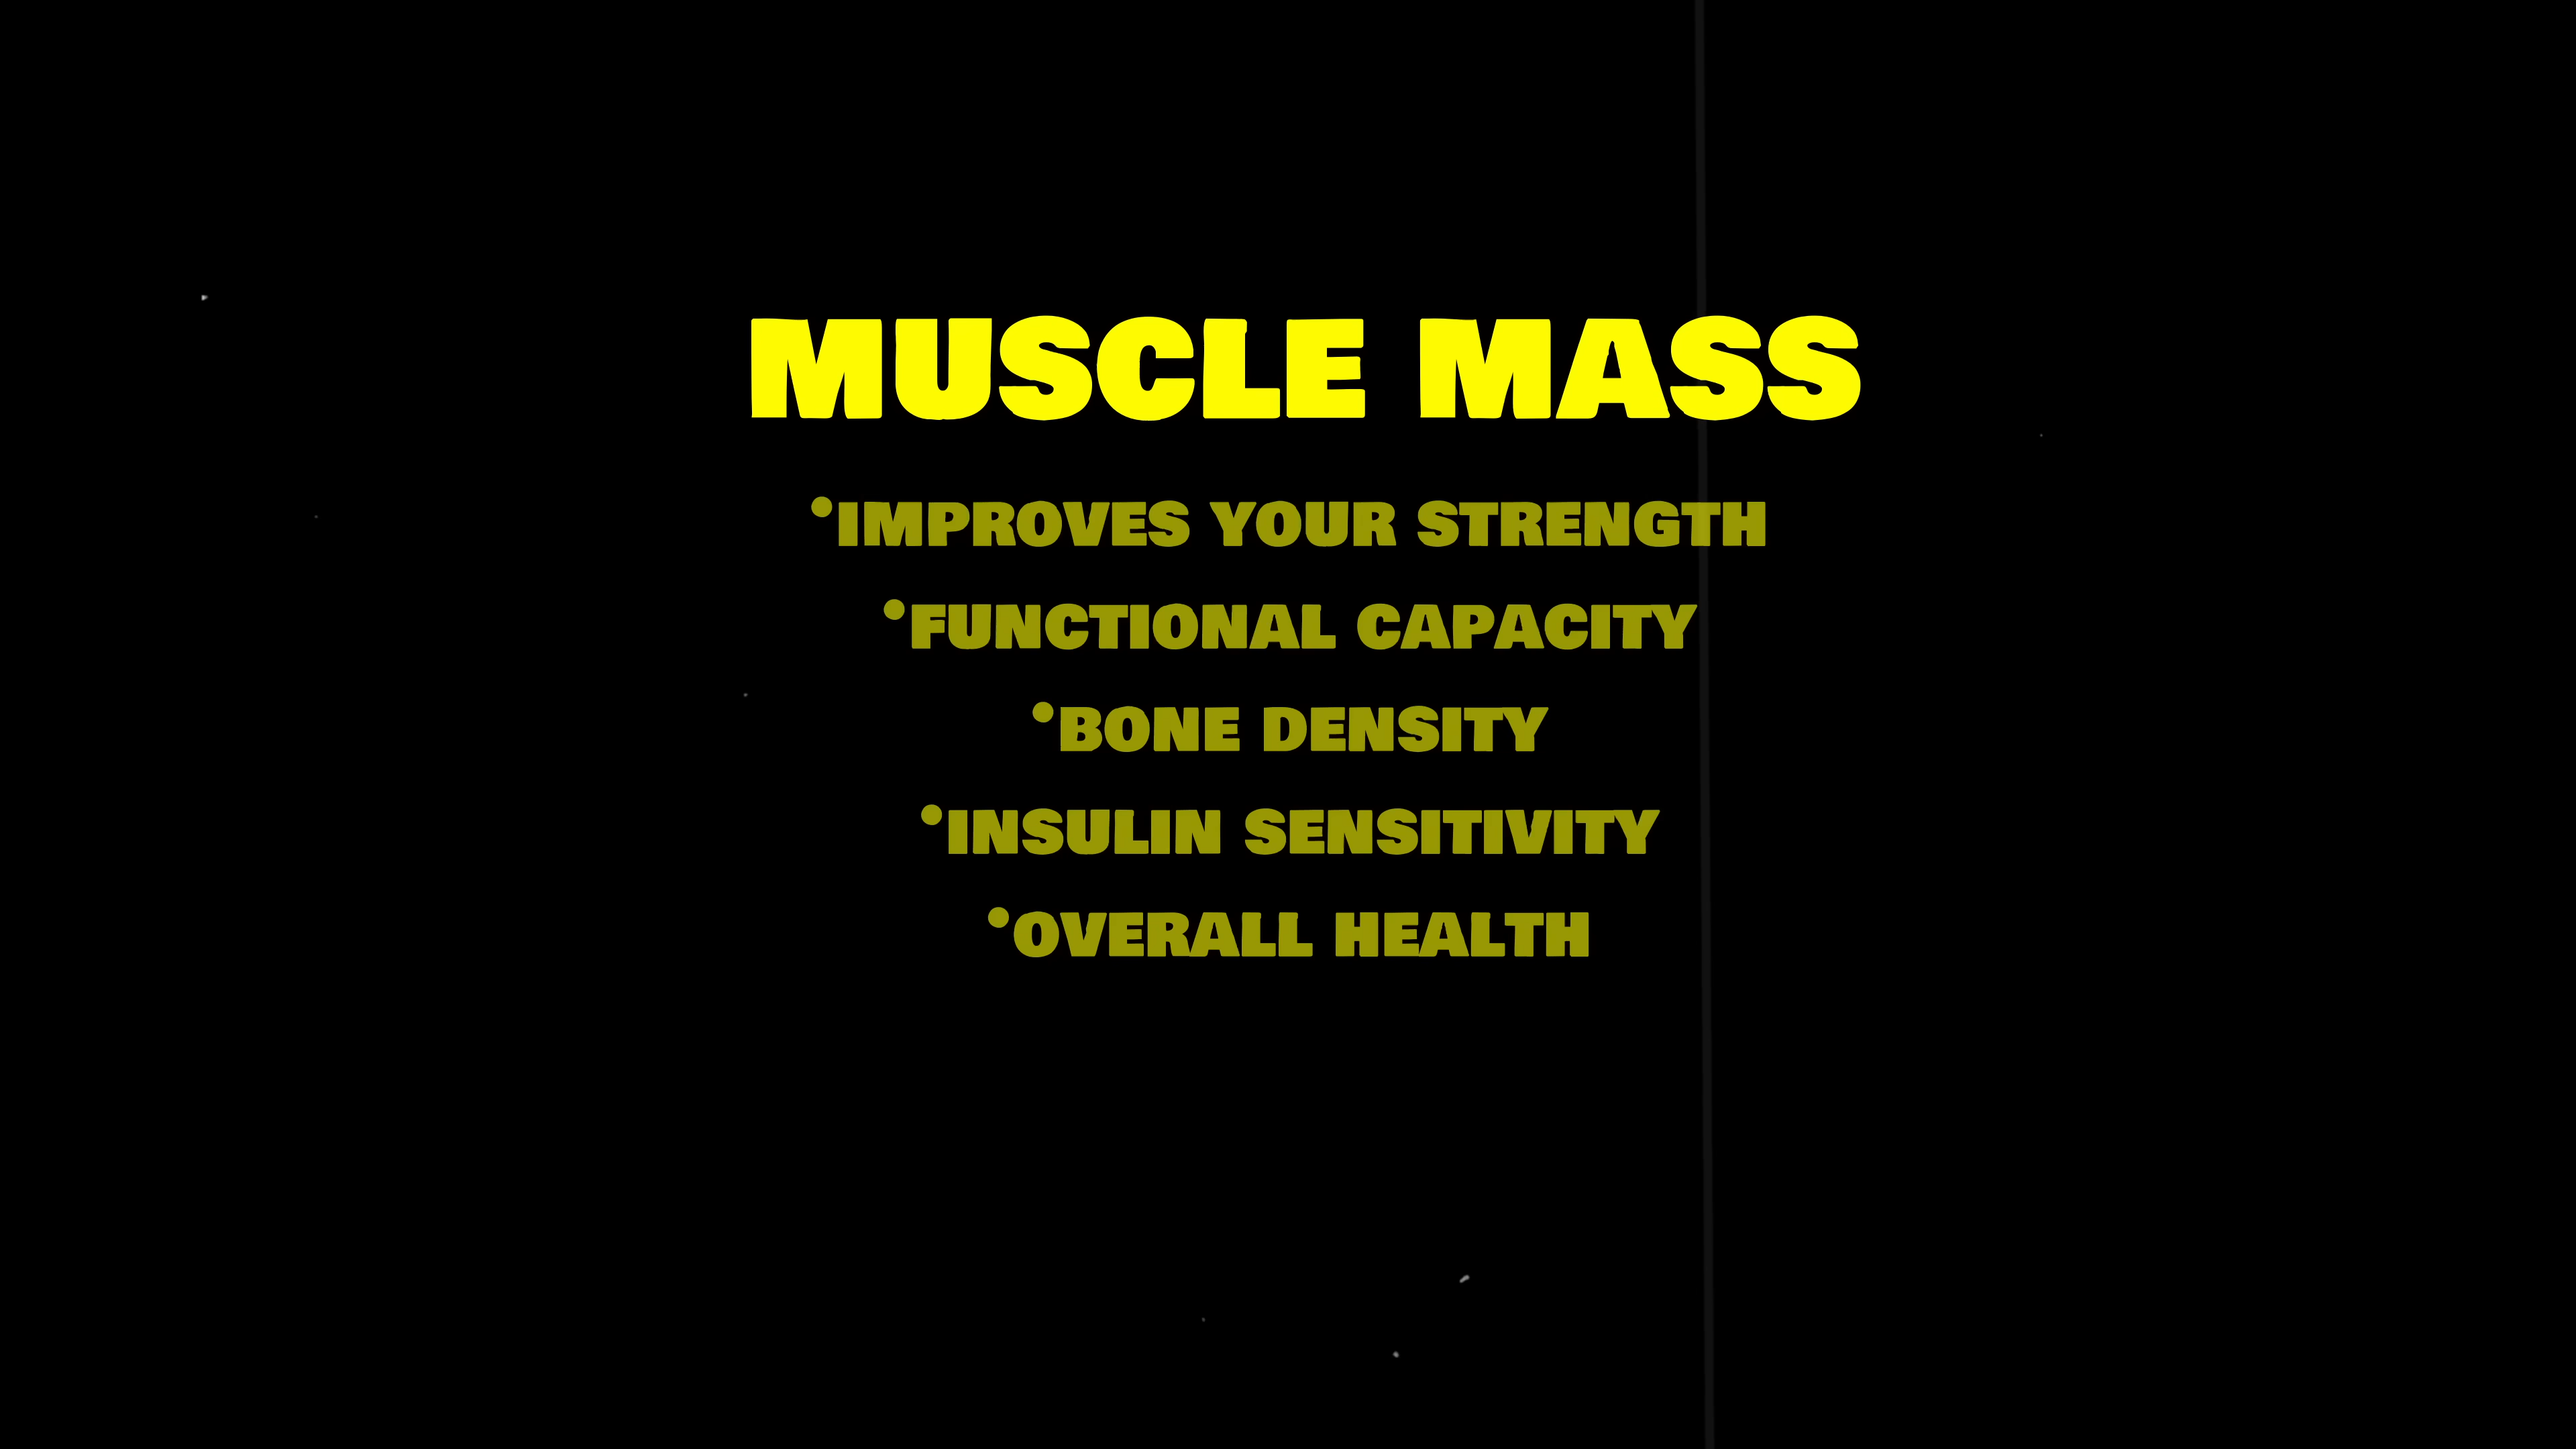 MUSCLE MASS
•IMPROVES YOUR STRENGTH
•FUNCTIONAL CAPACITY
•BONE DENSITY
•INSULIN SENSITIVITY
•OVERALL HEALTH